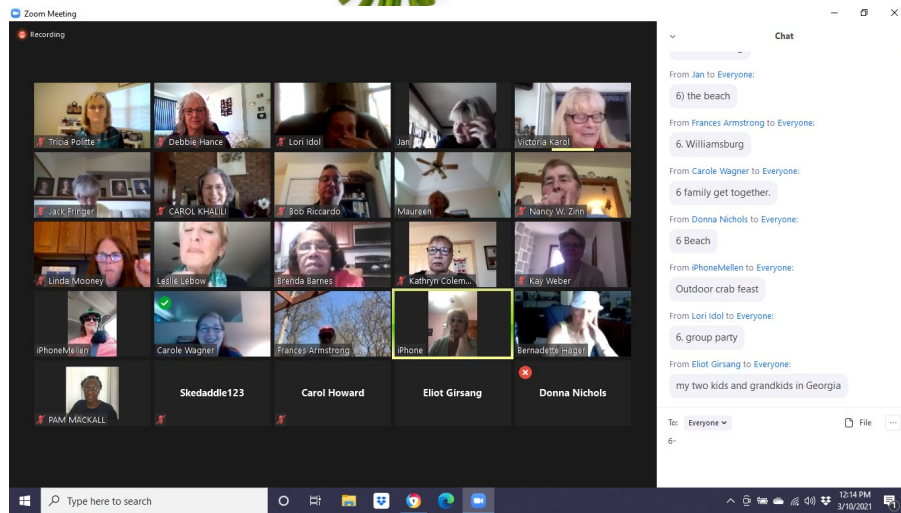 Zoom Meeting
Recording
Tricia Politte
Debbie Hance
Lori Idol
Jan
Victoria Karol
Jack Fringer
CAROL KHALILI
Bob Riccardo
Maureen
Nancy W. Zinn
Linda Mooney
Leslie Lebow
Brenda Barnes
Kathryn Colem...
Kay Weber
iPhoneMellen
Carole Wagner
Frances Armstrong
iPhone
Bernadette Hager
PAM MACKALL
Skedaddle123
Carol Howard
Eliot Girsang
Donna Nichols
Chat
From Jan to Everyone:
6) the beach
From Frances Armstrong to Everyone:
6. Williamsburg
From Carole Wagner to Everyone:
6 family get together.
From Donna Nichols to Everyone:
6 Beach
From iPhoneMellen to Everyone:
Outdoor crab feast
From Lori Idol to Everyone:
6. group party
From Eliot Girsang to Everyone:
my two kids and grandkids in Georgia
To: Everyone
File
6-
Type here to search
12:14 PM
3/10/2021